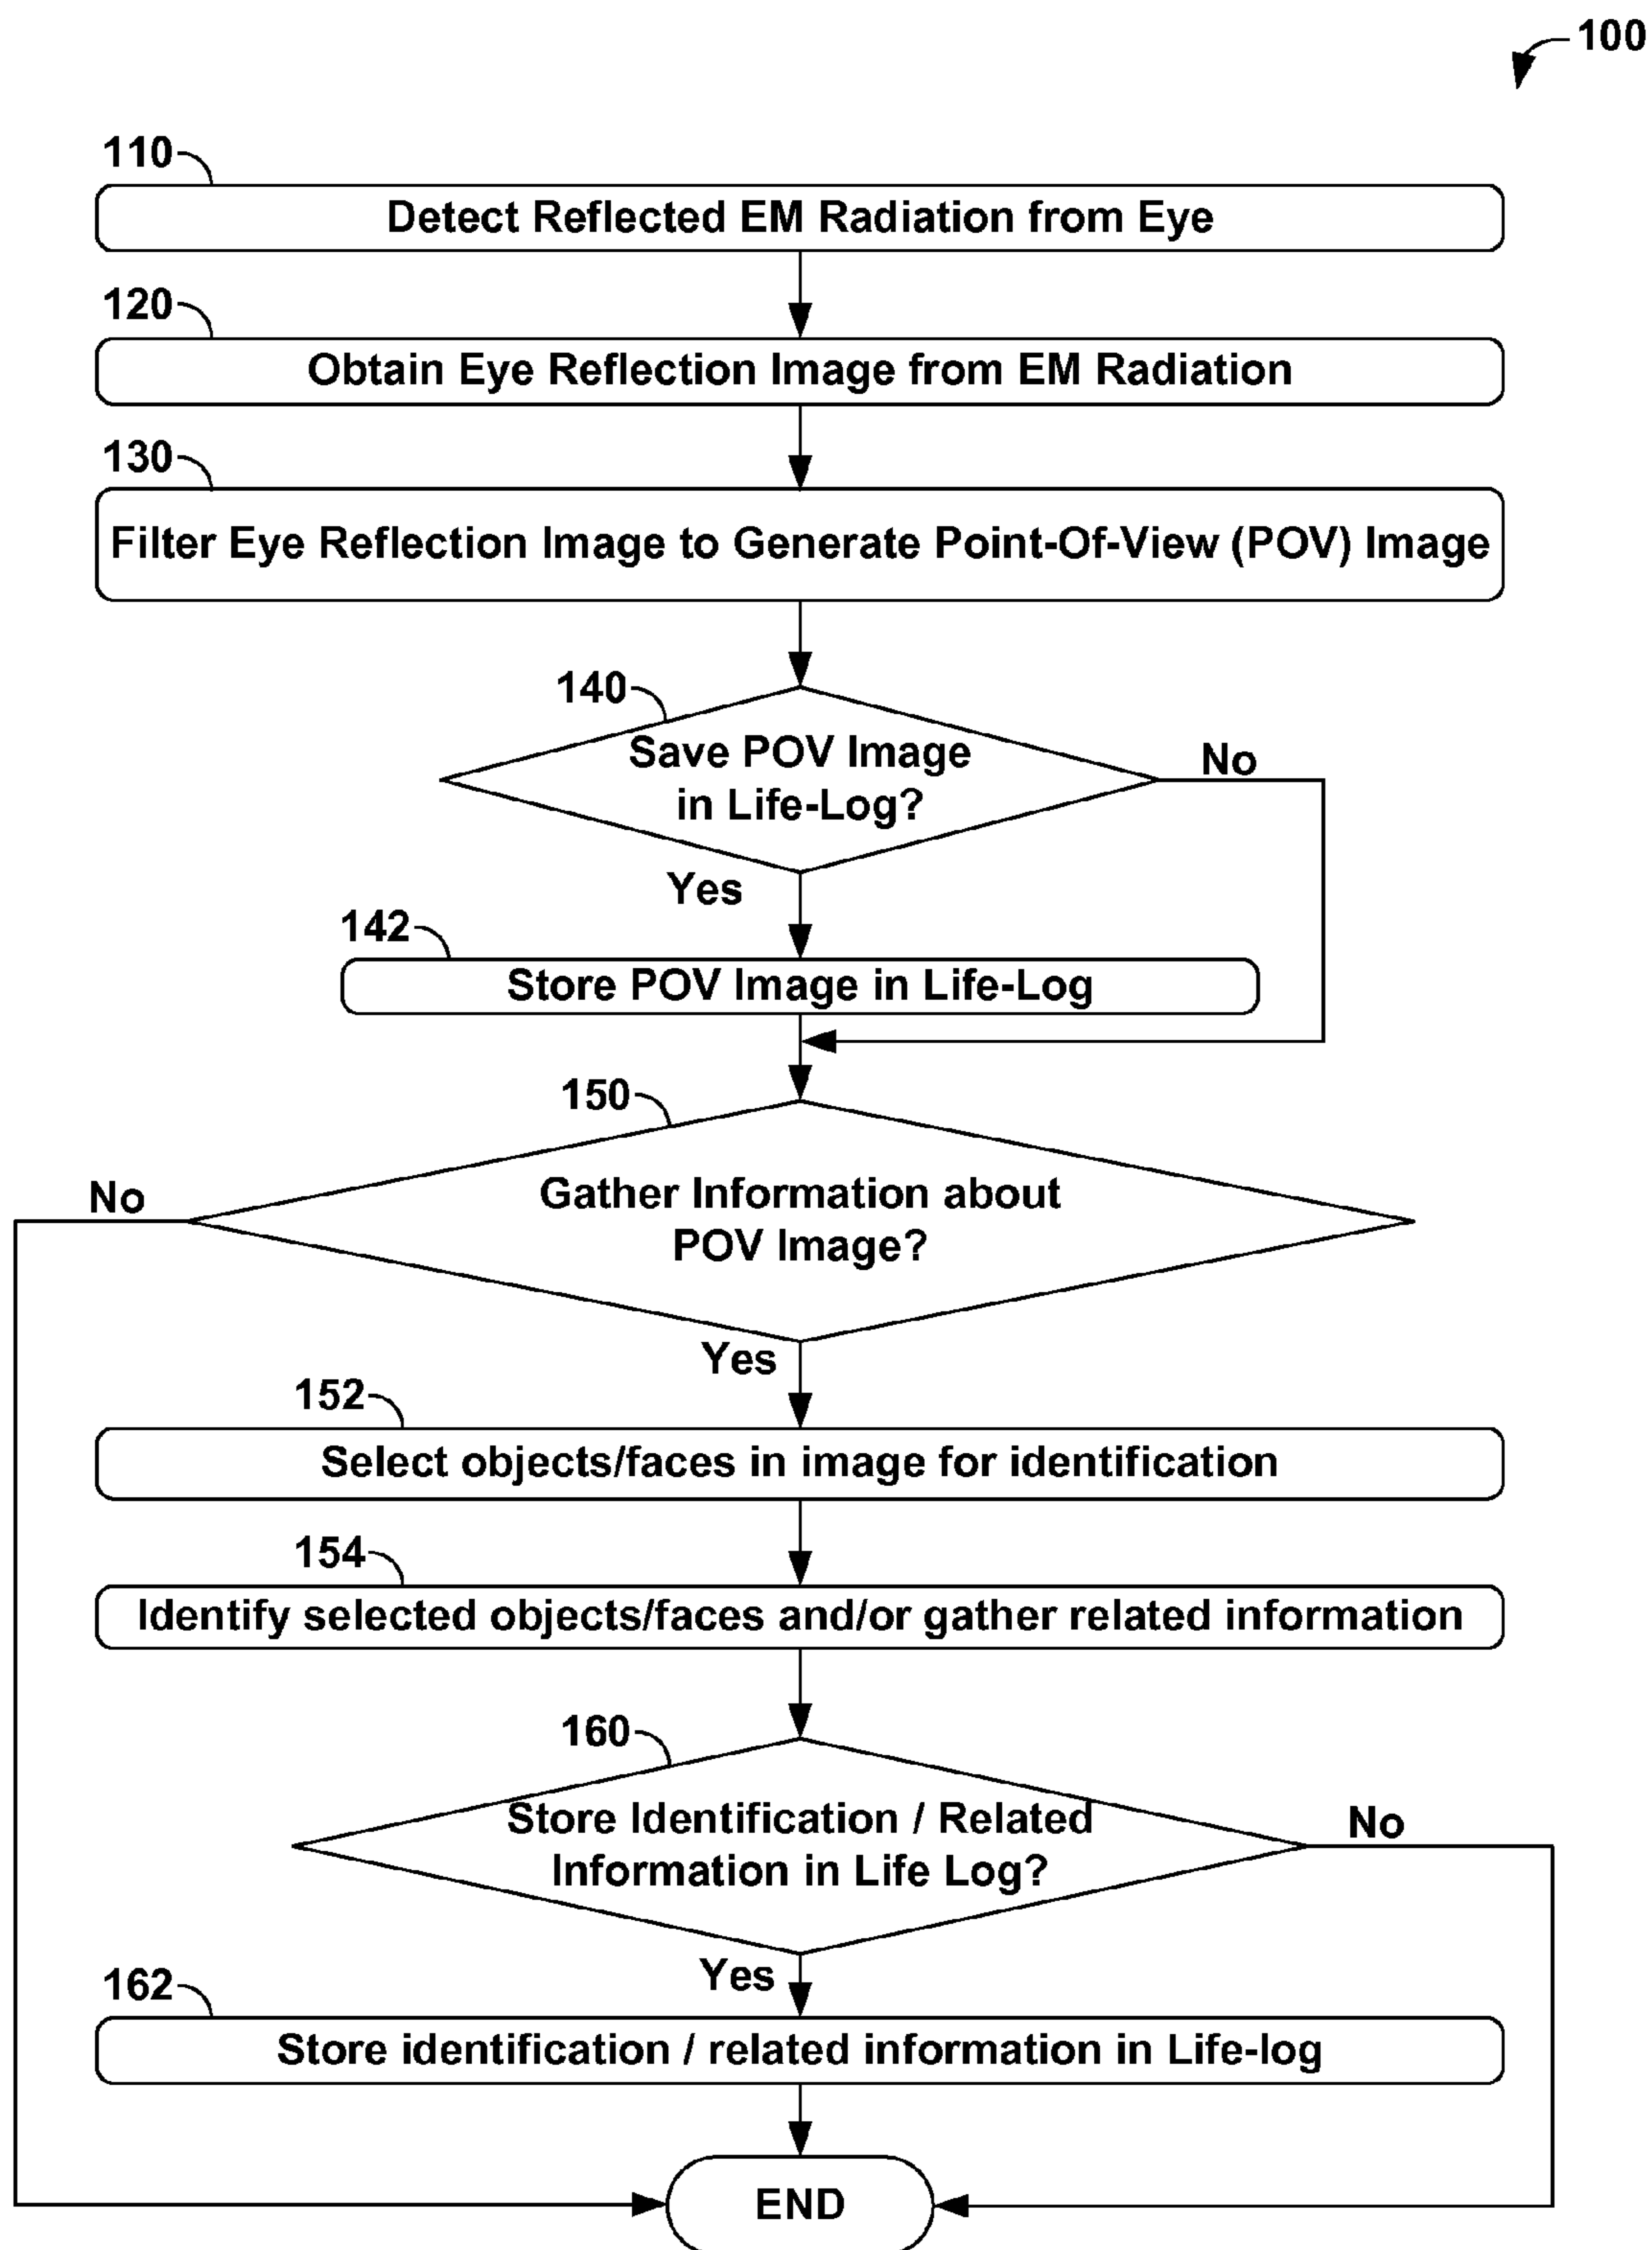 100
110
Detect Reflected EM Radiation from Eye
120
Obtain Eye Reflection Image from EM Radiation
130
Filter Eye Reflection Image to Generate Point-Of-View (POV) Image
140
Save POV Image
in Life-Log?
No
Yes
142
Store POV Image in Life-Log
150
Gather Information about
POV Image?
No
Yes
152
Select objects/faces in image for identification
154
Identify selected objects/faces and/or gather related information
160
Store Identification / Related
Information in Life Log?
No
Yes
162
Store identification / related information in Life-log
END